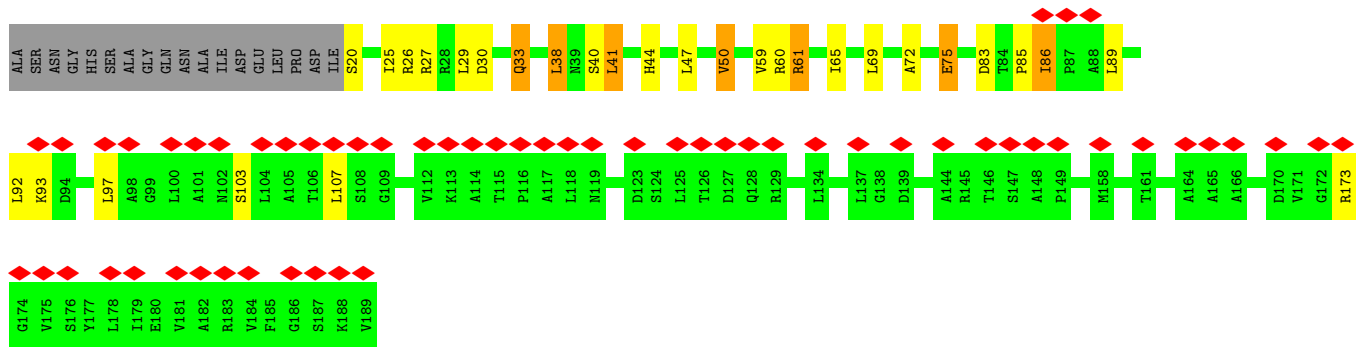 ALA SER ASN GLY HIS SER ALA GLY GLN ASN ALA ILE ASP GLU LEU PRO ASP ILE S20 I25 R26 R27 R28 L29 D30 Q33 L38 N39 S40 L41 H44 L47 V50 V59 R60 R61 I65 L69 A72 E75 D83 T84 P85 I86 P87 A88 L89
L92 K93 D94 L97 A98 G99 L100 A101 N102 S103 L104 A105 T106 L107 S108 G109 V112 K113 A114 T115 P116 A117 L118 N119 D123 S124 L125 T126 D127 Q128 R129 L134 L137 G138 D139 A144 R145 T146 S147 A148 P149 M158 T161 A164 A165 A166 D170 V171 G172 R173
G174 V175 S176 Y177 L178 I179 E180 V181 A182 R183 V184 F185 G186 S187 K188 V189